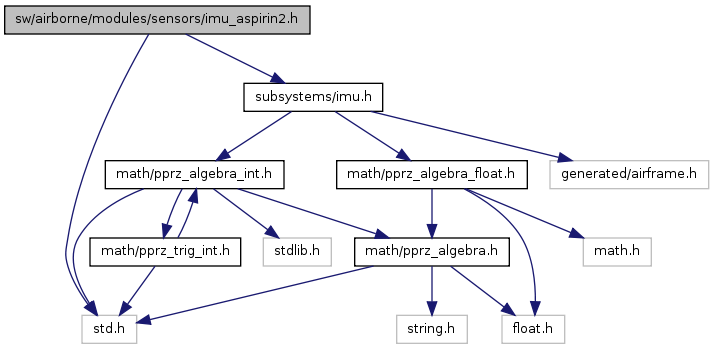 sw/airborne/modules/sensors/imu_aspirin2.h
subsystems/imu.h
math/pprz_algebra_int.h
math/pprz_algebra_float.h
generated/airframe.h
math/pprz_trig_int.h
stdlib.h
math/pprz_algebra.h
math.h
std.h
string.h
float.h